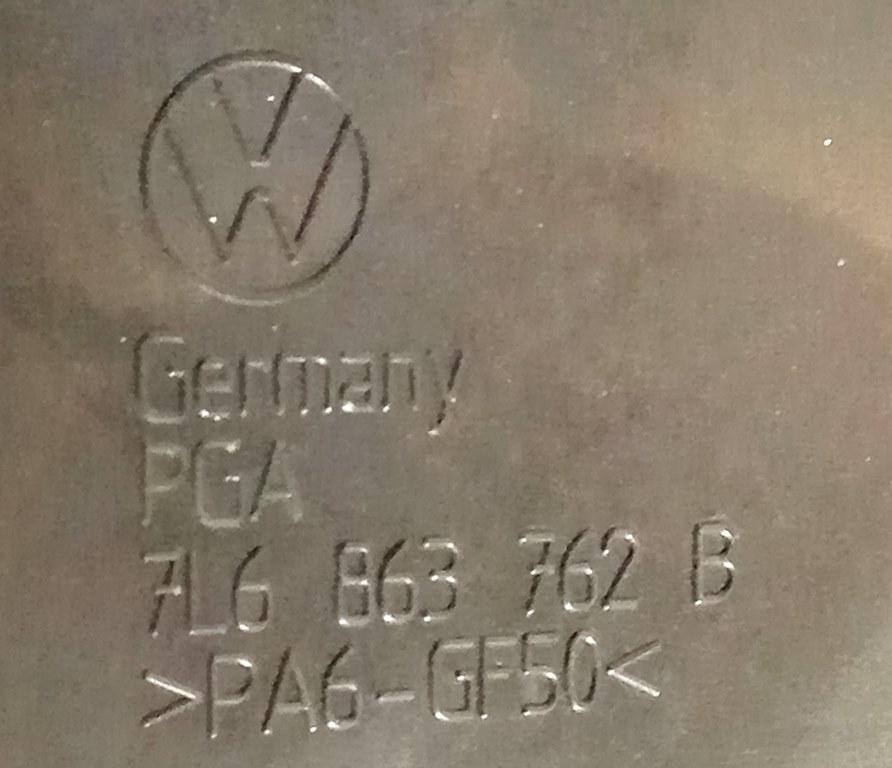 Germany
PGA
7L6 863 762 B
>PA6-GF50<